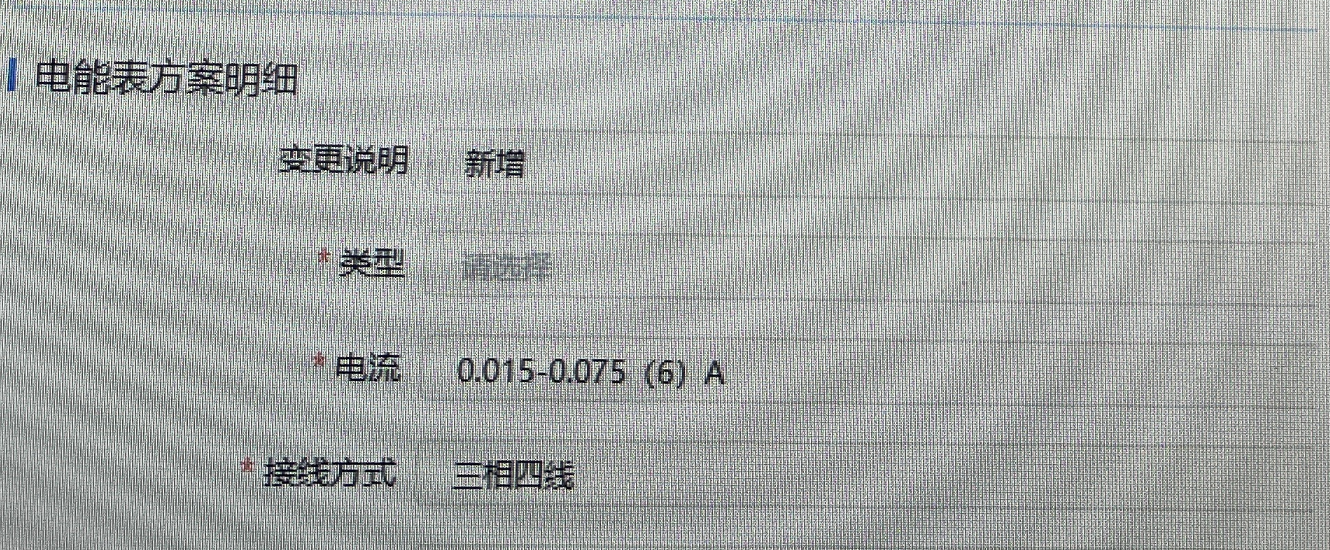 电能表方案明细
变更说明 新增
* 类型 请选择
* 电流 0.015-0.075（6）A
* 接线方式 三相四线